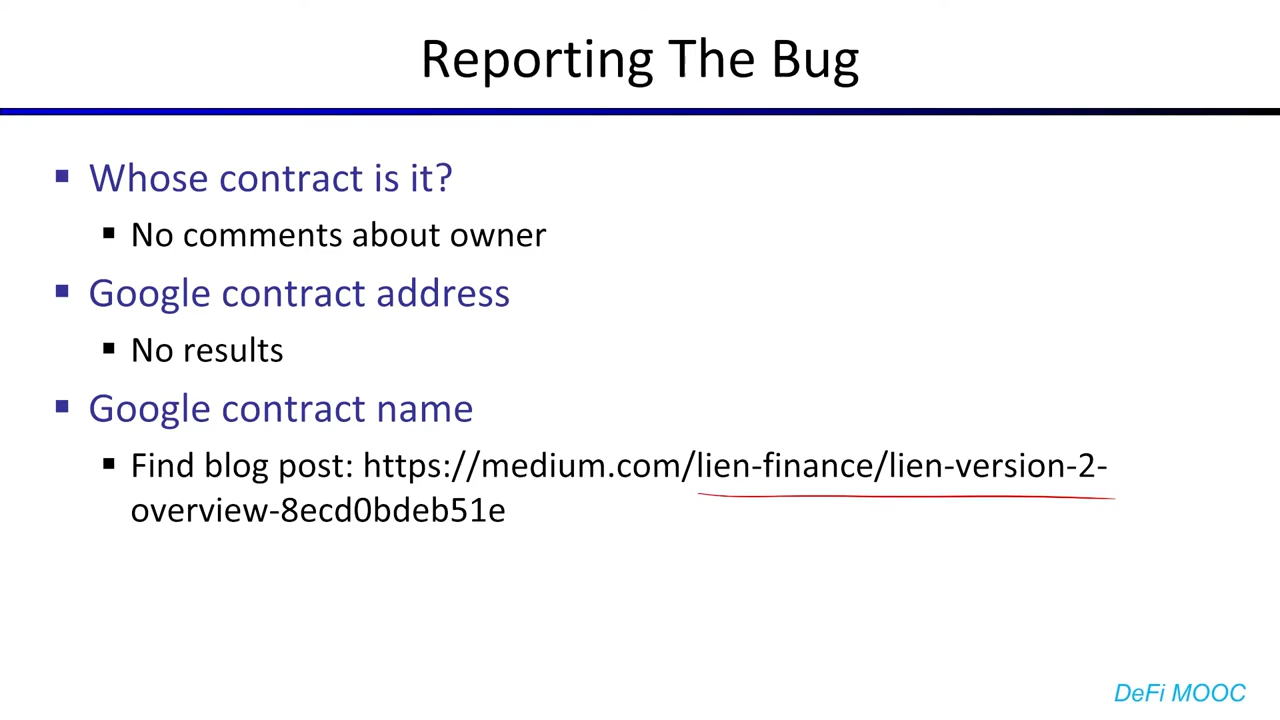 Reporting The Bug
Whose contract is it?
No comments about owner
Google contract address
No results
Google contract name
Find blog post: https://medium.com/lien-finance/lien-version-2-
overview-8ecd0bdeb51e
DeFi MOOC